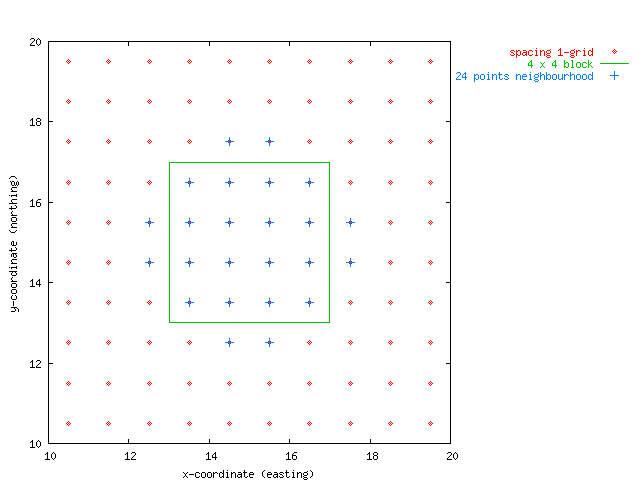 spacing 1-grid
4 x 4 block
24 points neighbourhood
y-coordinate (northing)
20
18
16
14
12
10
10 12 14 16 18 20
x-coordinate (easting)